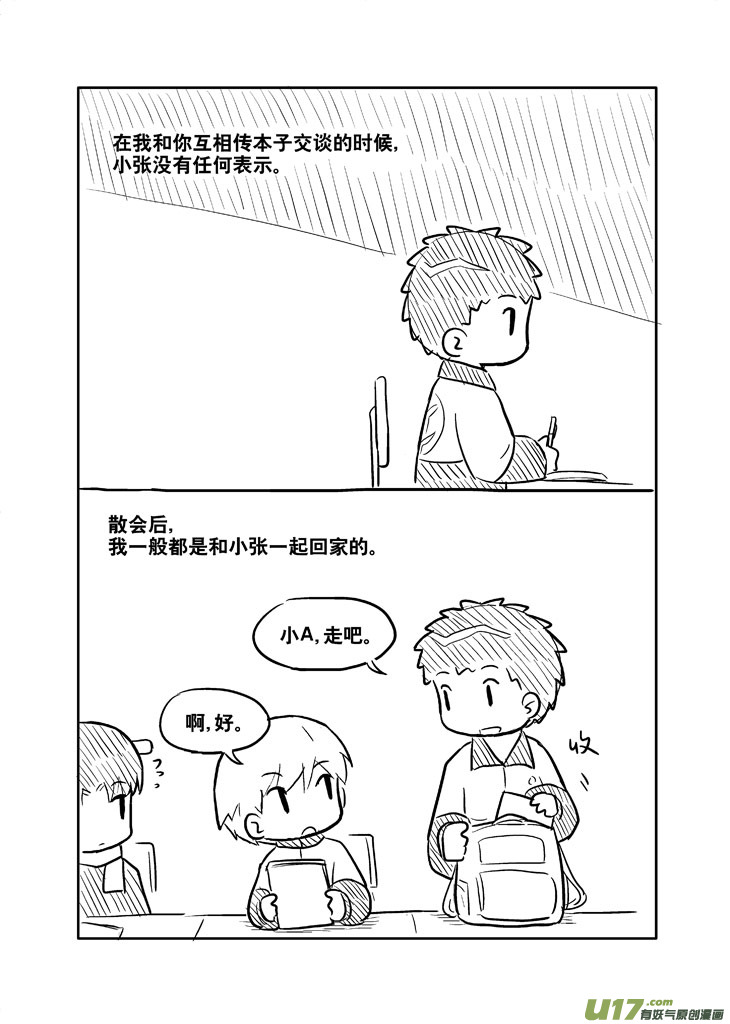 在我和你互相传本子交谈的时候,
小张没有任何表示。
散会后,
我一般都是和小张一起回家的。
小A,走吧。
啊,好。
收
U17.com
有妖气原创漫画